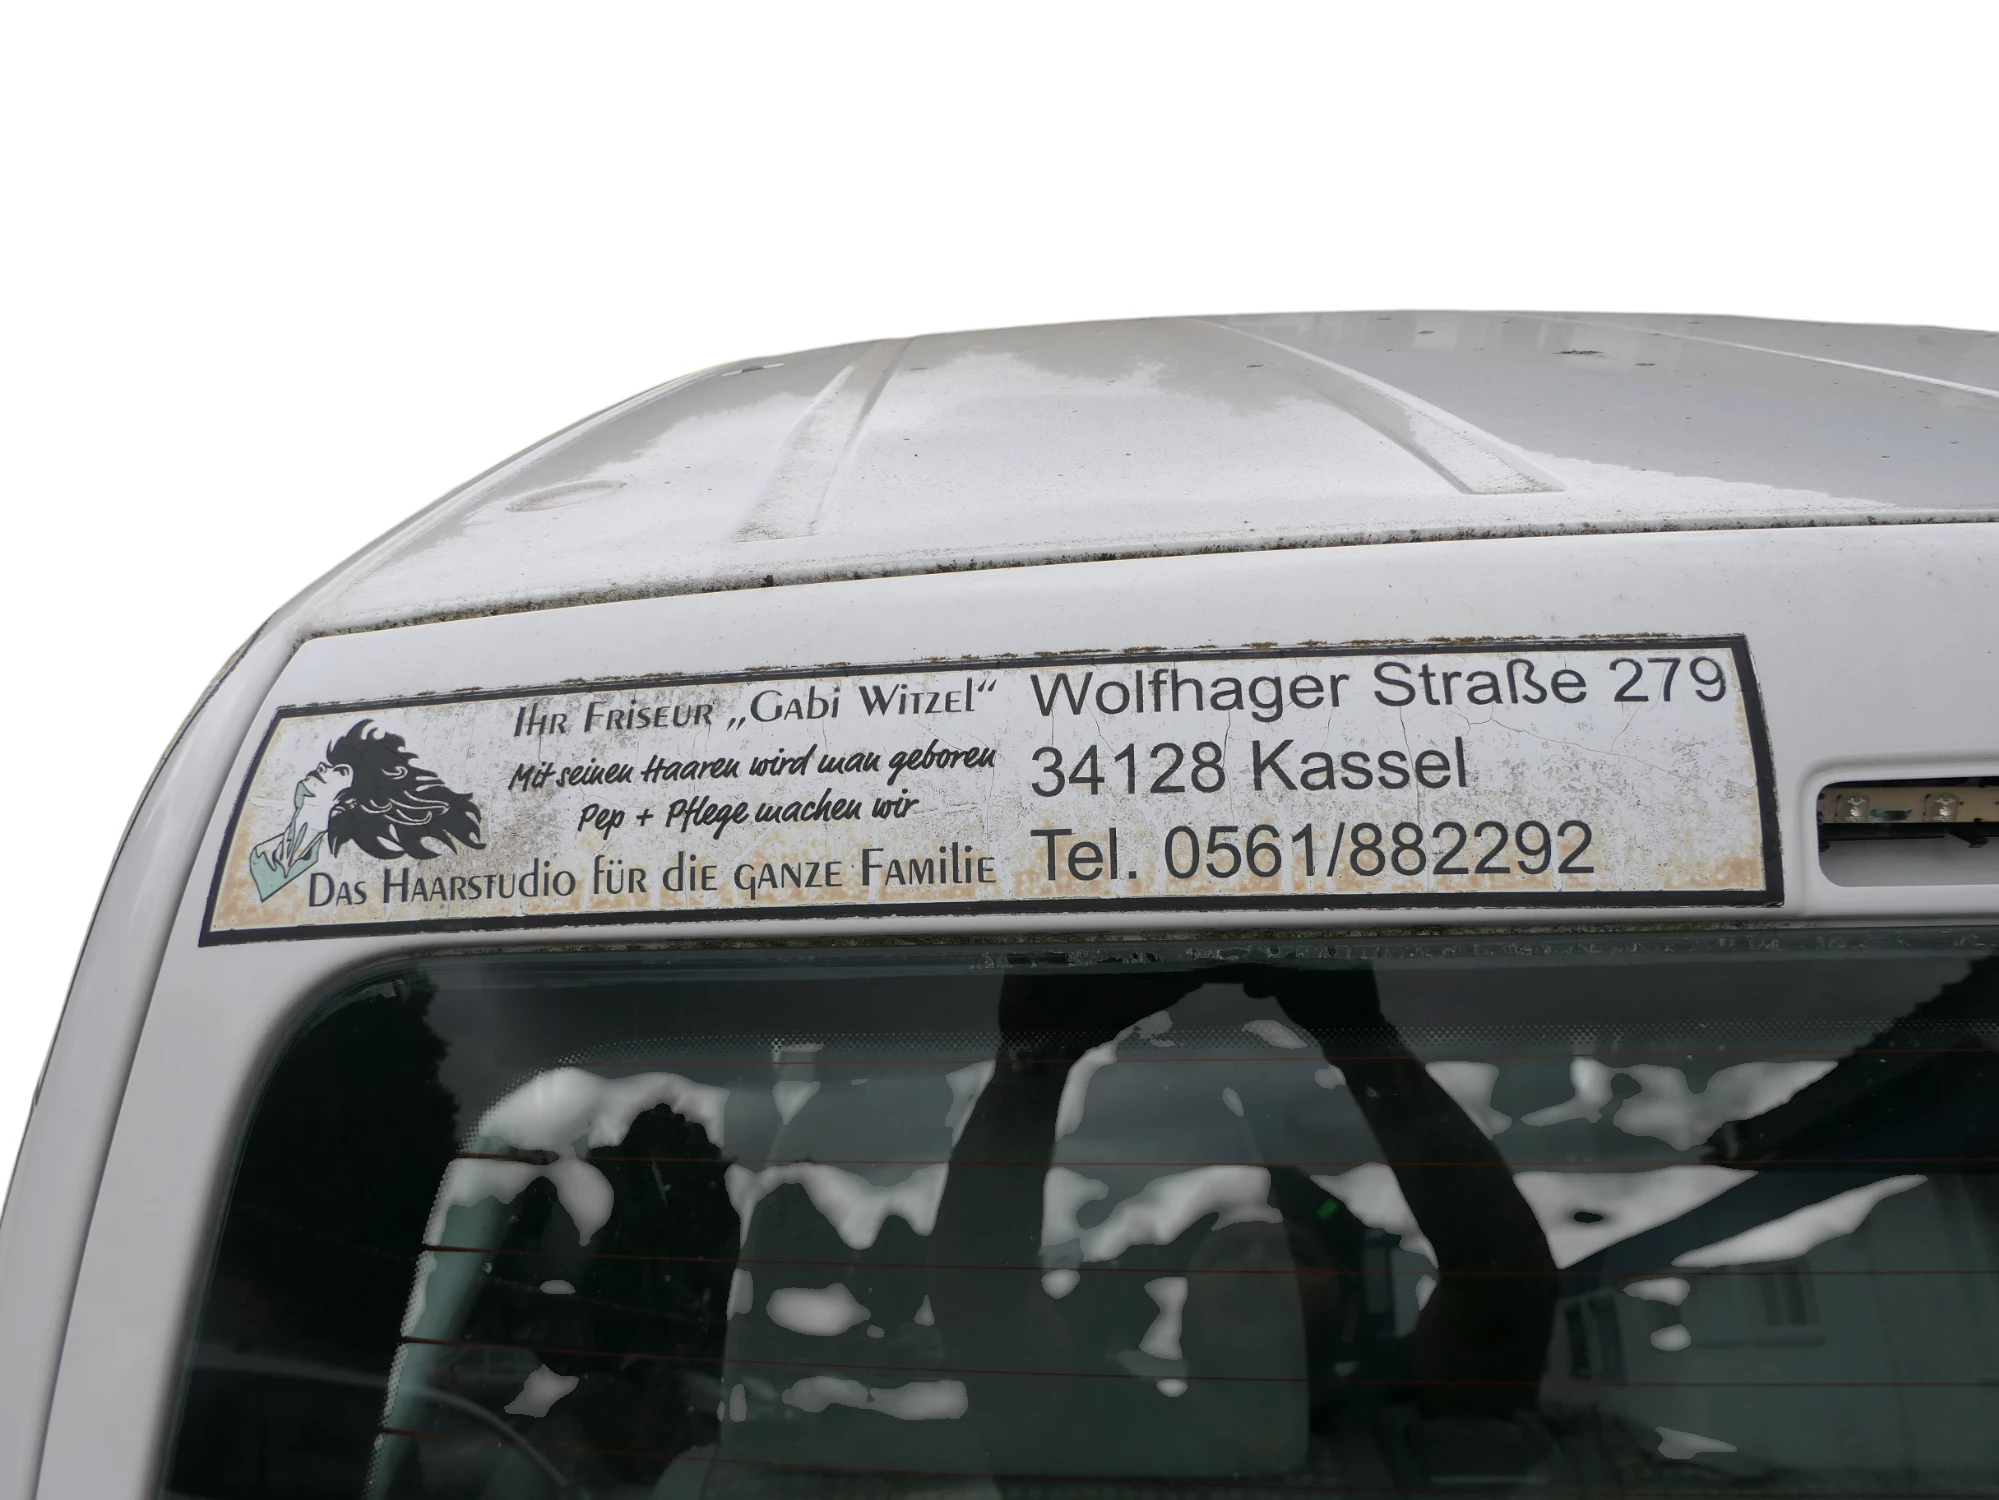 Ihr Friseur „Gabi Witzel“
Mit seinen Haaren wird man geboren
Pep + Pflege machen wir
Das Haarstudio für die ganze Familie
Wolfhager Straße 279
34128 Kassel
Tel. 0561/882292